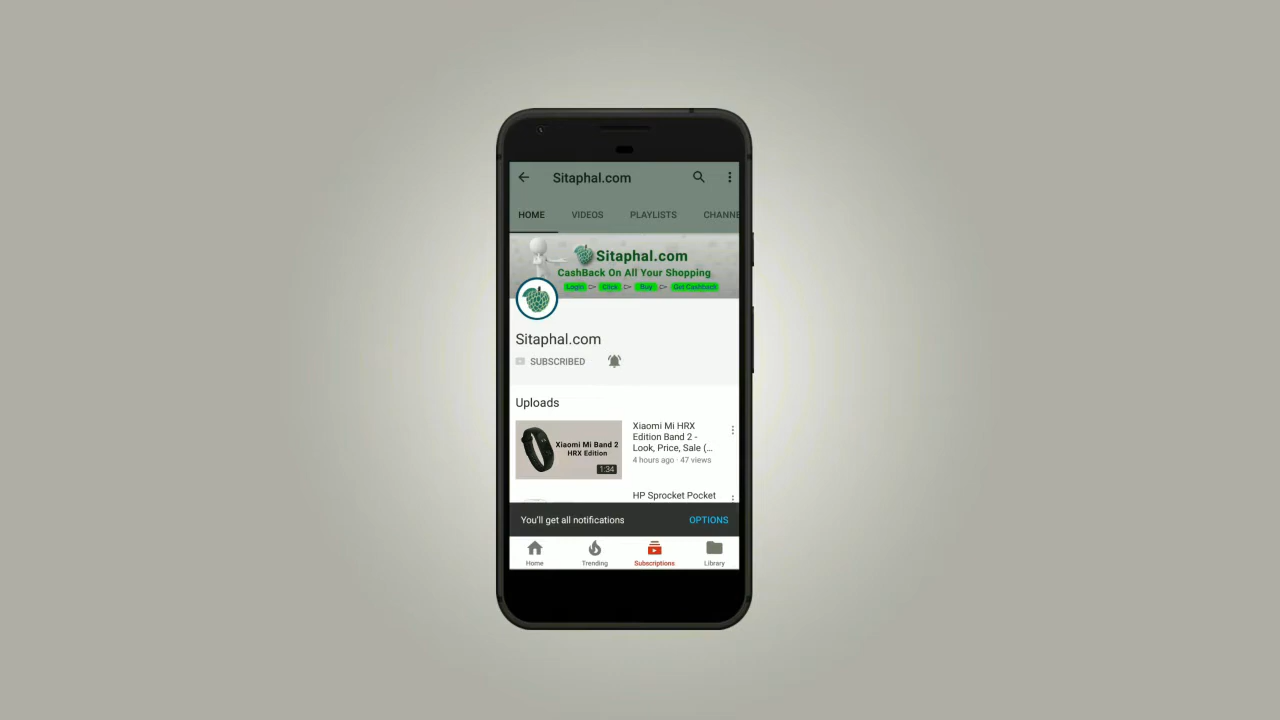 Sitaphal.com
HOME VIDEOS PLAYLISTS CHANNE
Sitaphal.com
CashBack On All Your Shopping
Login Click Buy Get Cashback
Sitaphal.com
SUBSCRIBED
Uploads
Xiaomi Mi Band 2
HRX Edition
1:34
Xiaomi Mi HRX
Edition Band 2 -
Look, Price, Sale (...
4 hours ago · 47 views
HP Sprocket Pocket
You'll get all notifications OPTIONS
Home Trending Subscriptions Library